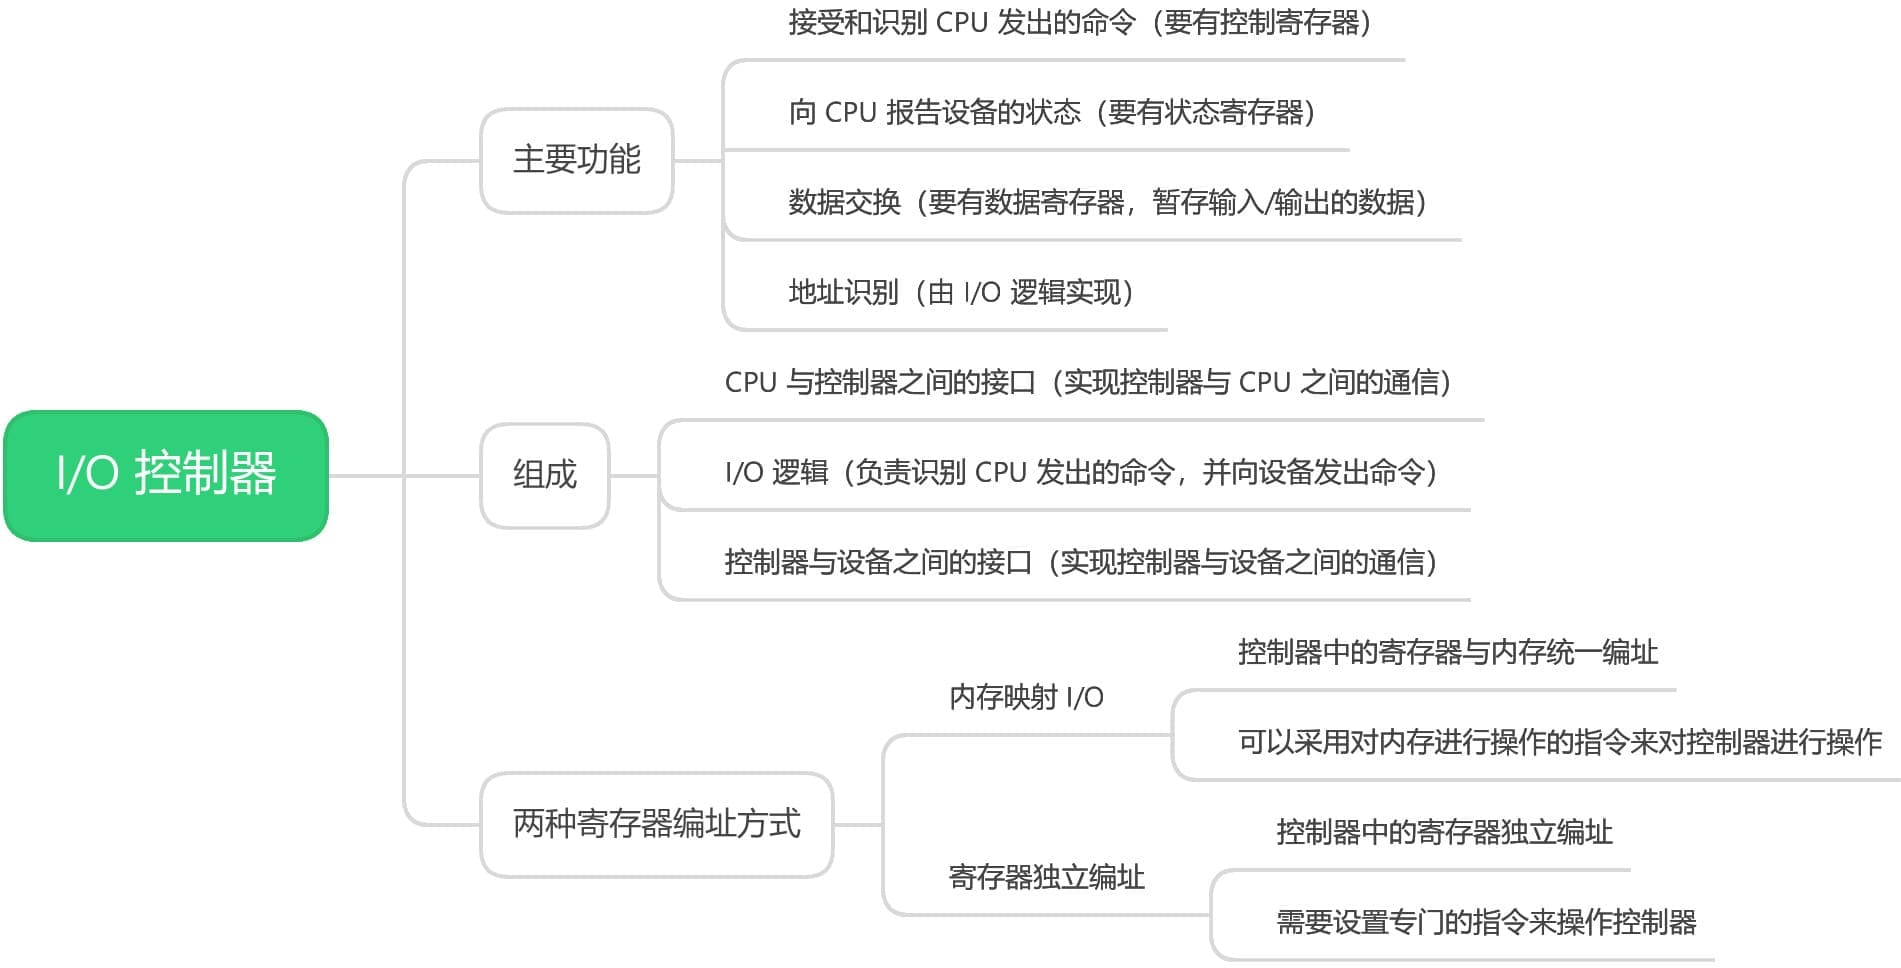 I/O 控制器
主要功能
接受和识别 CPU 发出的命令（要有控制寄存器）
向 CPU 报告设备的状态（要有状态寄存器）
数据交换（要有数据寄存器，暂存输入/输出的数据）
地址识别（由 I/O 逻辑实现）
组成
CPU 与控制器之间的接口（实现控制器与 CPU 之间的通信）
I/O 逻辑（负责识别 CPU 发出的命令，并向设备发出命令）
控制器与设备之间的接口（实现控制器与设备之间的通信）
两种寄存器编址方式
内存映射 I/O
控制器中的寄存器与内存统一编址
可以采用对内存进行操作的指令来对控制器进行操作
寄存器独立编址
控制器中的寄存器独立编址
需要设置专门的指令来操作控制器